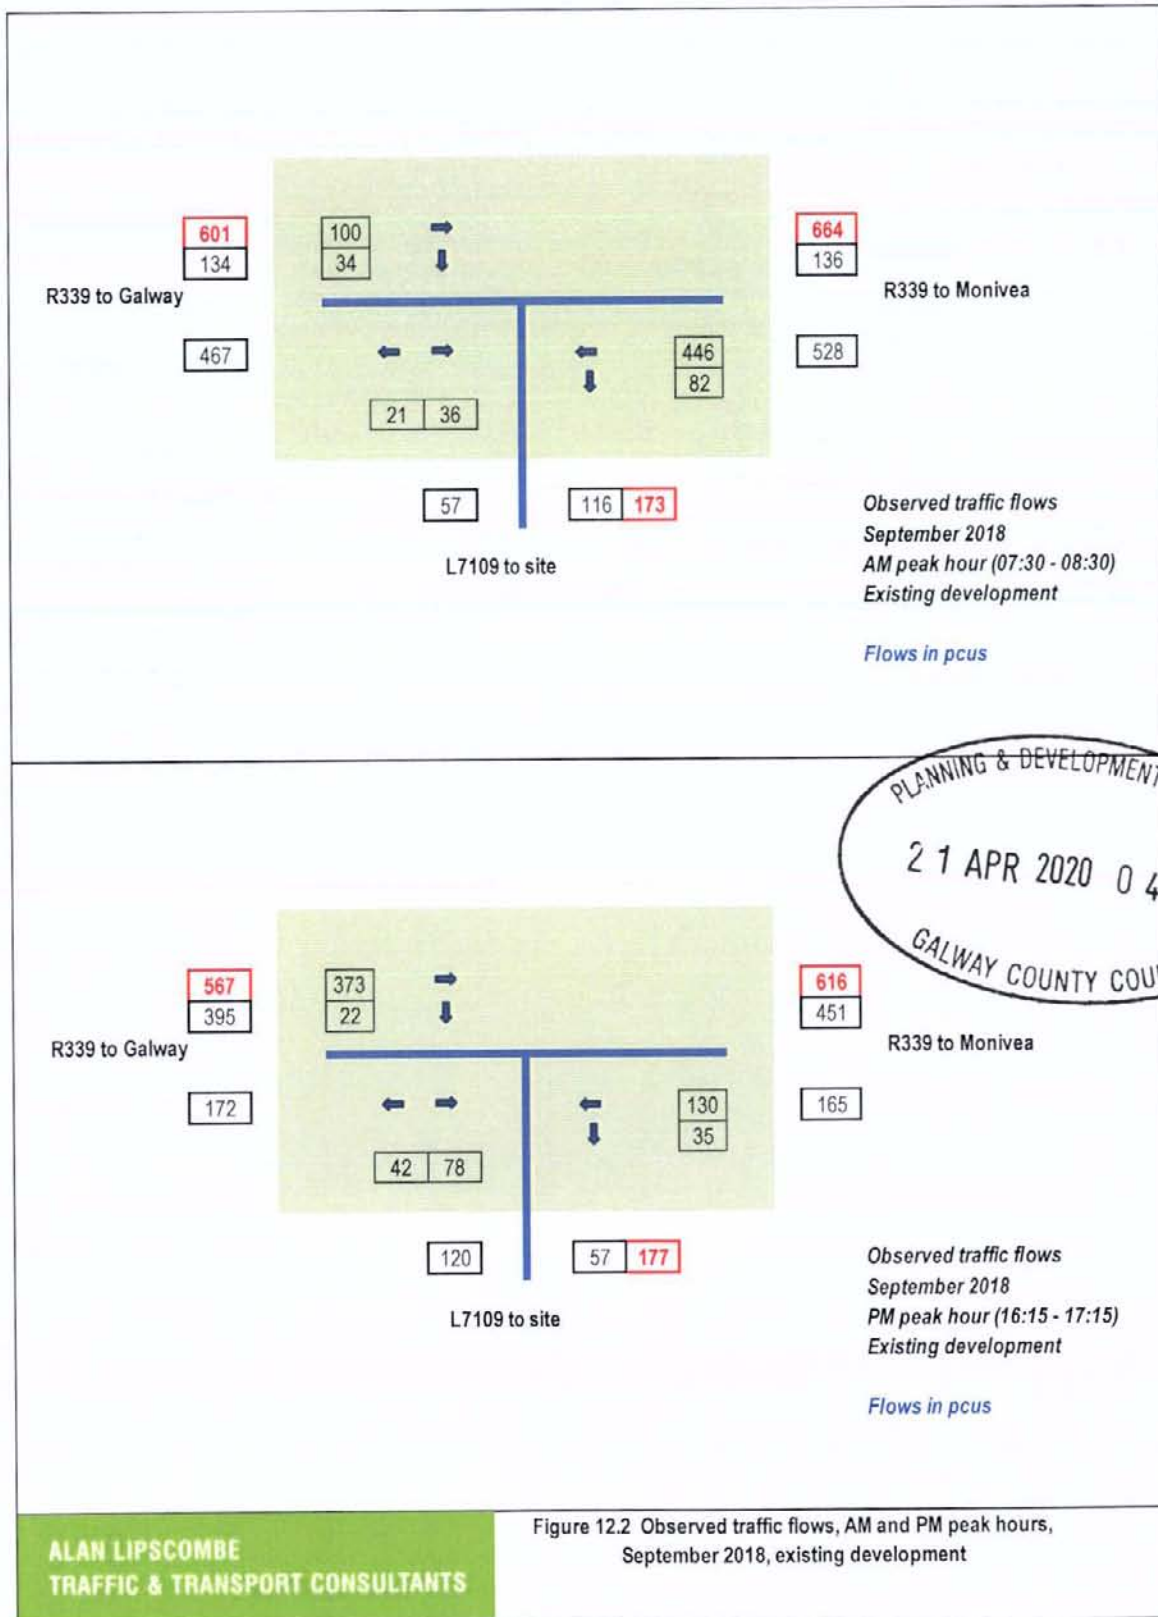 601
134
R339 to Galway
467
100
34
664
136
R339 to Monivea
528
446
82
21 36
57
116 173
L7109 to site
Observed traffic flows
September 2018
AM peak hour (07:30 - 08:30)
Existing development
Flows in pcus
PLANNING & DEVELOPMENT
21 APR 2020 04
GALWAY COUNTY COU
567
395
R339 to Galway
172
373
22
616
451
R339 to Monivea
165
130
35
42 78
120
57 177
L7109 to site
Observed traffic flows
September 2018
PM peak hour (16:15 - 17:15)
Existing development
Flows in pcus
ALAN LIPSCOMBE
TRAFFIC & TRANSPORT CONSULTANTS
Figure 12.2 Observed traffic flows, AM and PM peak hours,
September 2018, existing development